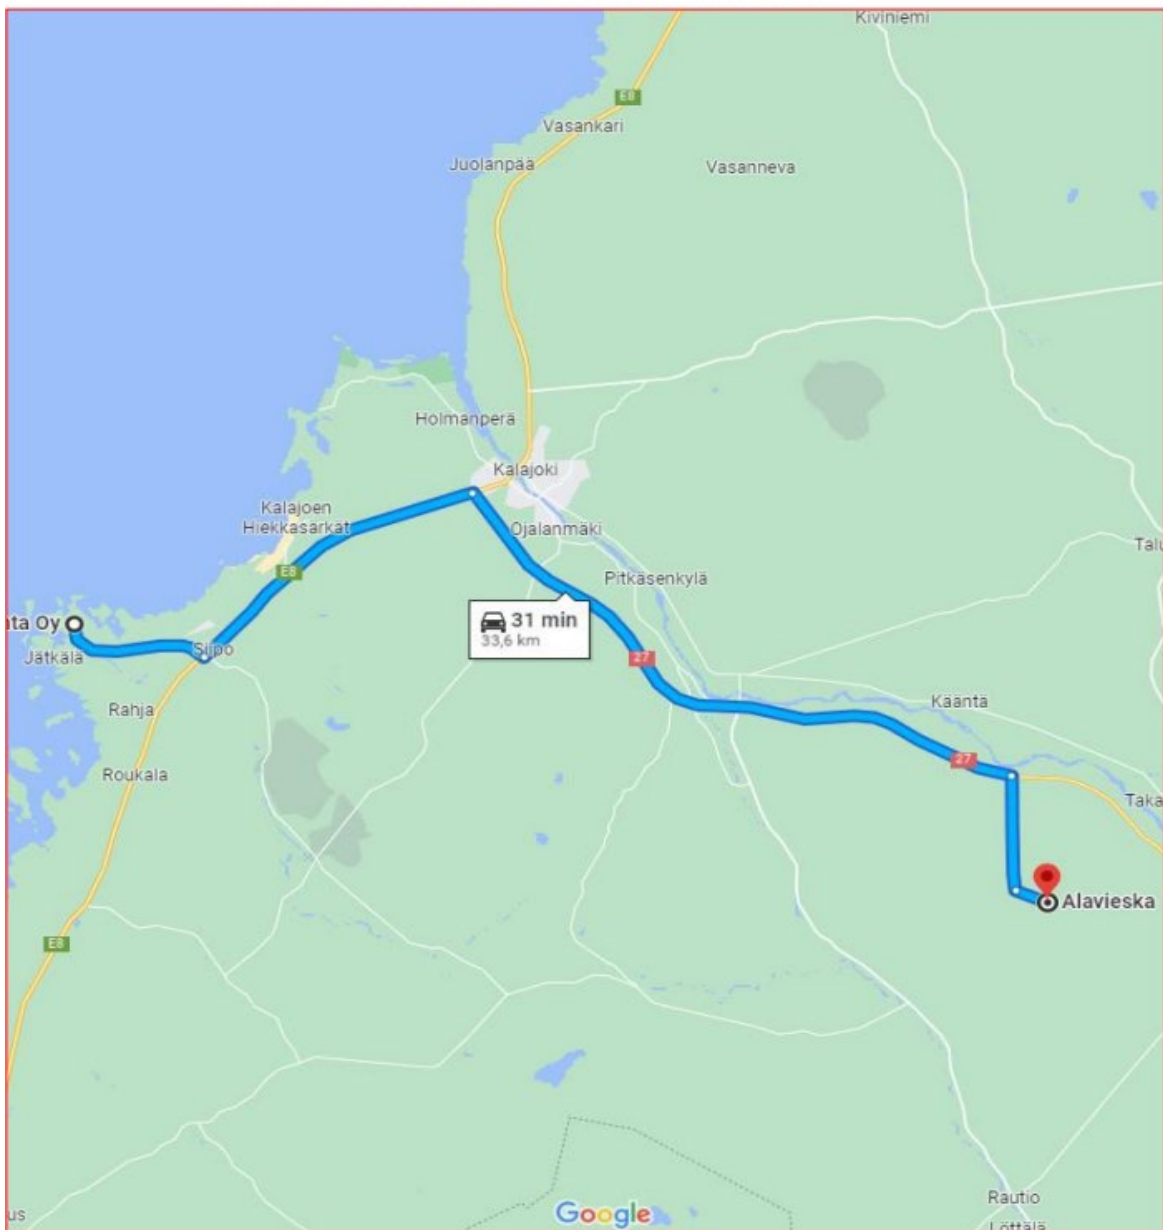 Kiviniemi
E8
Vasankari
Juolanpää
Vasanneva
Holmanperä
Kalajoki
Kalajoen
Hiekkasärkät
Ojalanmäki
Talu
E8
Pitkäsenkylä
31 min
33,6 km
nta Oy
Jätkälä
Siipo
27
Rahja
Kääntä
Roukala
27
Taka
Alavieska
E8
Rautio
Löttälä
us
Google